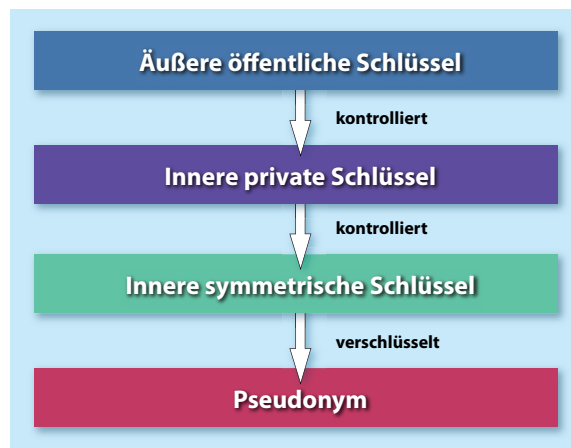 Äußere öffentliche Schlüssel
kontrolliert
Innere private Schlüssel
kontrolliert
Innere symmetrische Schlüssel
verschlüsselt
Pseudonym